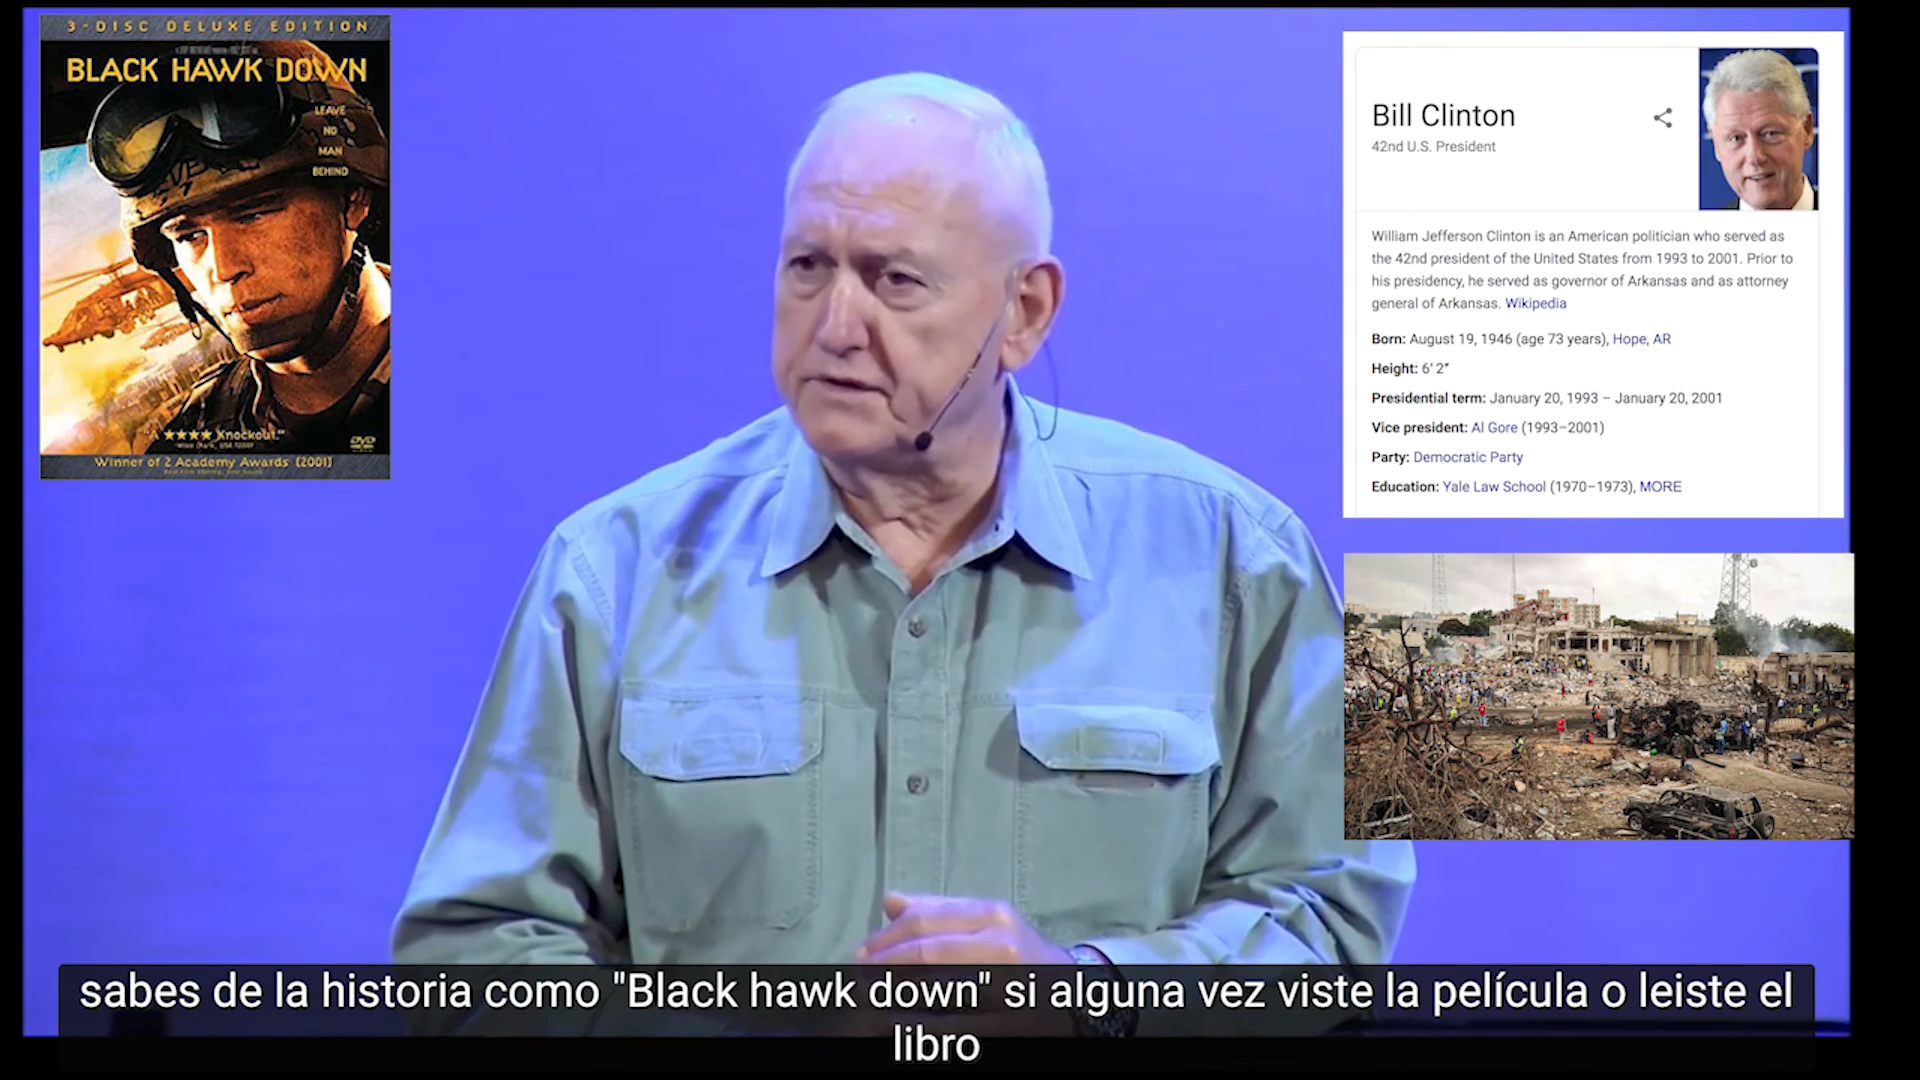 3-DISC DELUXE EDITION
BLACK HAWK DOWN
LEAVE
NO
MAN
BEHIND
"A ★★★★ Knockout."
DVD
Winner of 2 Academy Awards (2001)
Bill Clinton
42nd U.S. President
William Jefferson Clinton is an American politician who served as
the 42nd president of the United States from 1993 to 2001. Prior to
his presidency, he served as governor of Arkansas and as attorney
general of Arkansas. Wikipedia
Born: August 19, 1946 (age 73 years), Hope, AR
Height: 6′ 2″
Presidential term: January 20, 1993 – January 20, 2001
Vice president: Al Gore (1993–2001)
Party: Democratic Party
Education: Yale Law School (1970–1973), MORE
sabes de la historia como "Black hawk down" si alguna vez viste la película o leiste el
libro